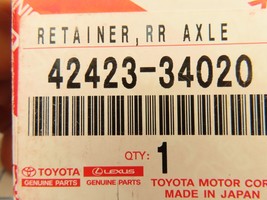 RETAINER, RR AXLE
42423-34020
QTY: 1
TOYOTA LEXUS TOYOTA MOTOR COR
GENUINE PARTS GENUINE PARTS MADE IN JAPAN